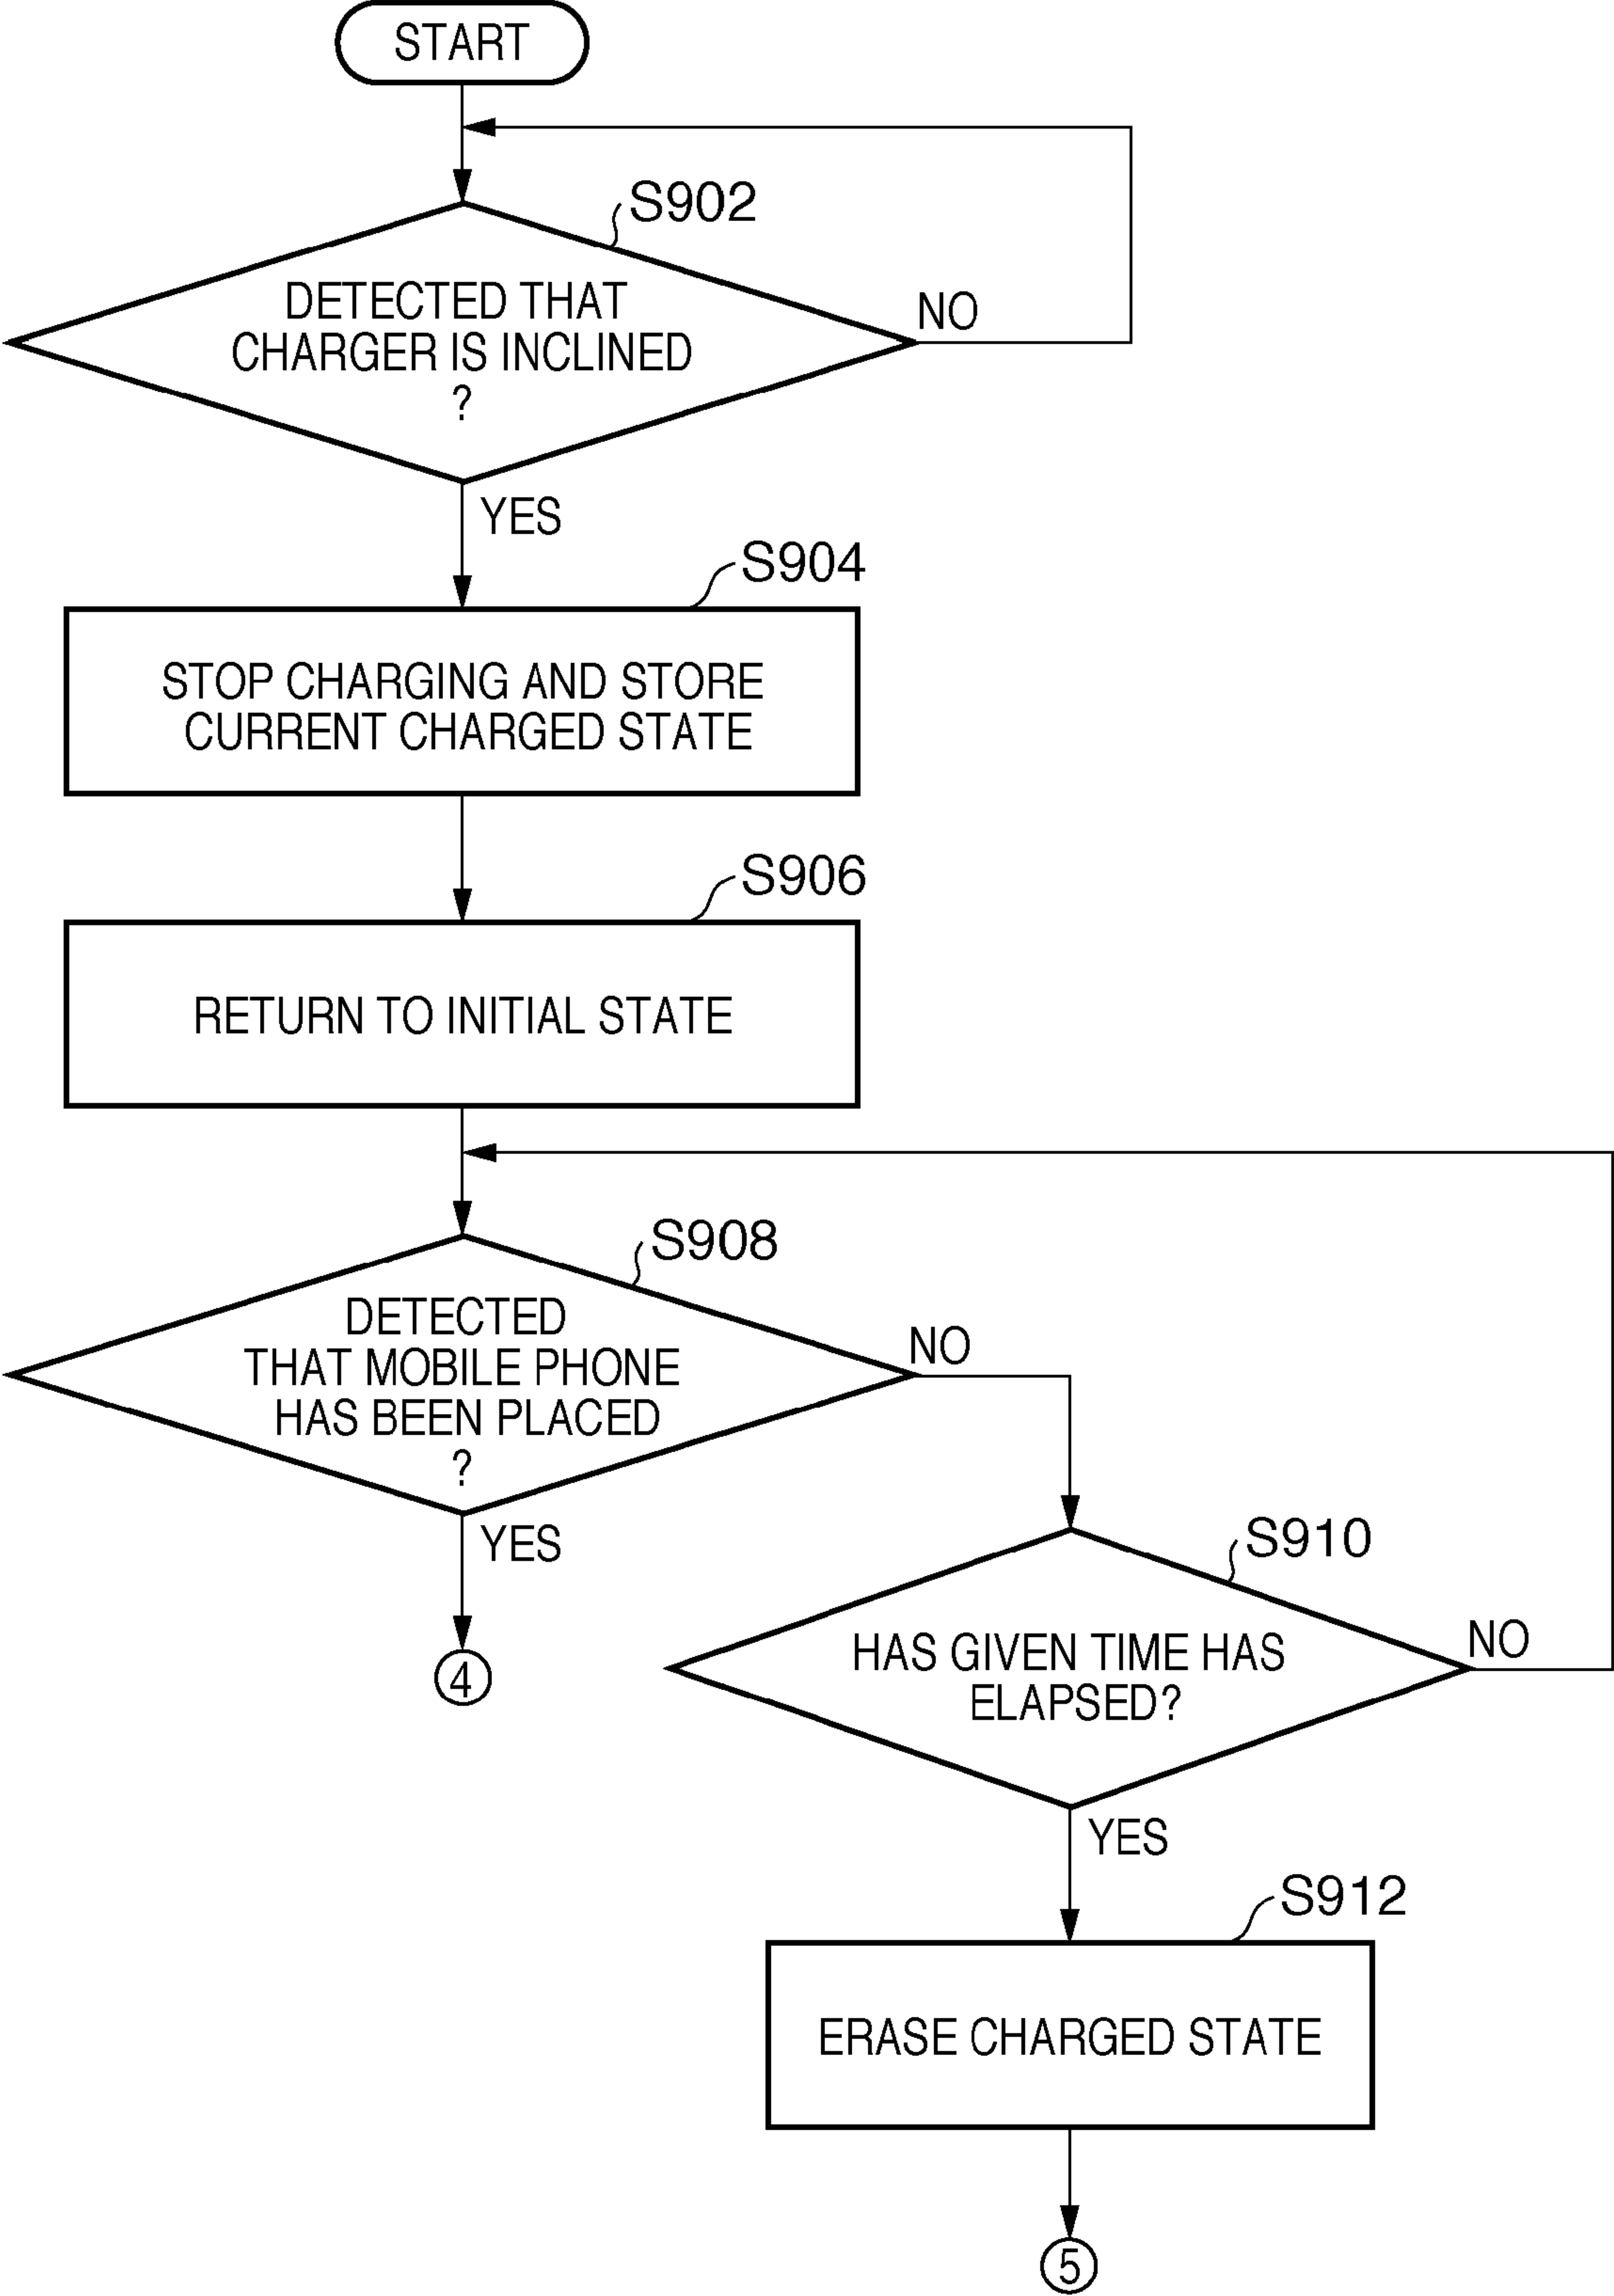 START
S902
DETECTED THAT
CHARGER IS INCLINED
?
NO
YES
S904
STOP CHARGING AND STORE
CURRENT CHARGED STATE
S906
RETURN TO INITIAL STATE
S908
DETECTED
THAT MOBILE PHONE
HAS BEEN PLACED
?
NO
YES
4
S910
HAS GIVEN TIME HAS
ELAPSED?
NO
YES
S912
ERASE CHARGED STATE
5